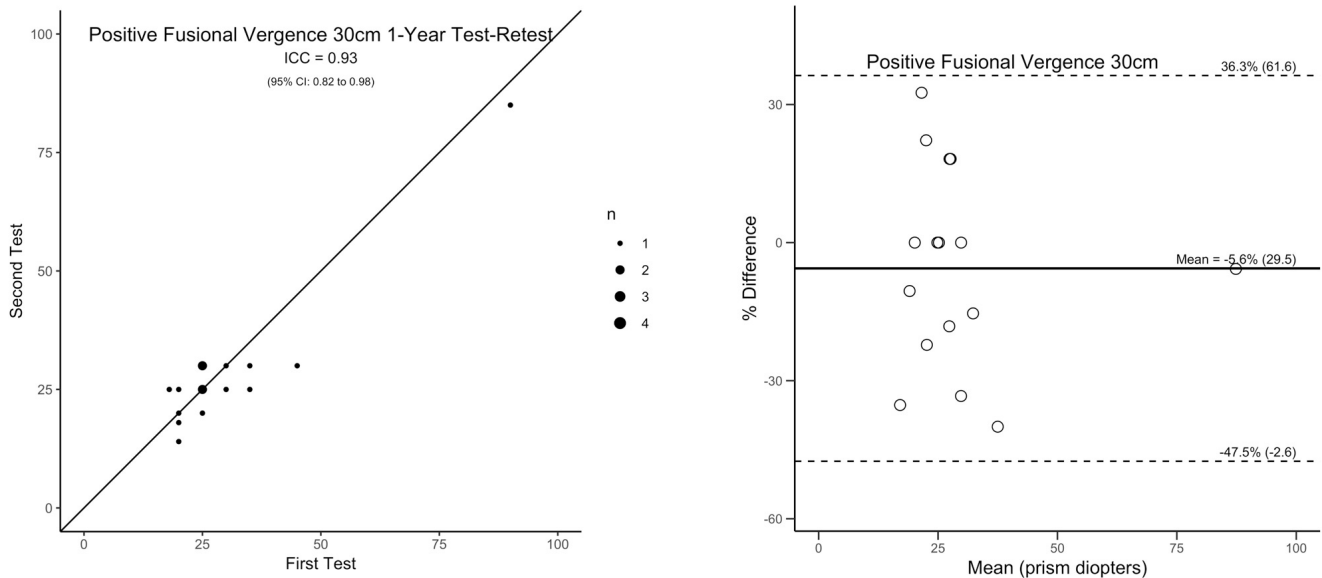 Positive Fusional Vergence 30cm 1-Year Test-Retest
ICC = 0.93
(95% CI: 0.82 to 0.98)
100
75
50
25
0
Second Test
0 25 50 75 100
First Test
n
1
2
3
4
Positive Fusional Vergence 30cm
36.3% (61.6)
30
0
Mean = -5.6% (29.5)
-30
-47.5% (-2.6)
-60
% Difference
0 25 50 75 100
Mean (prism diopters)